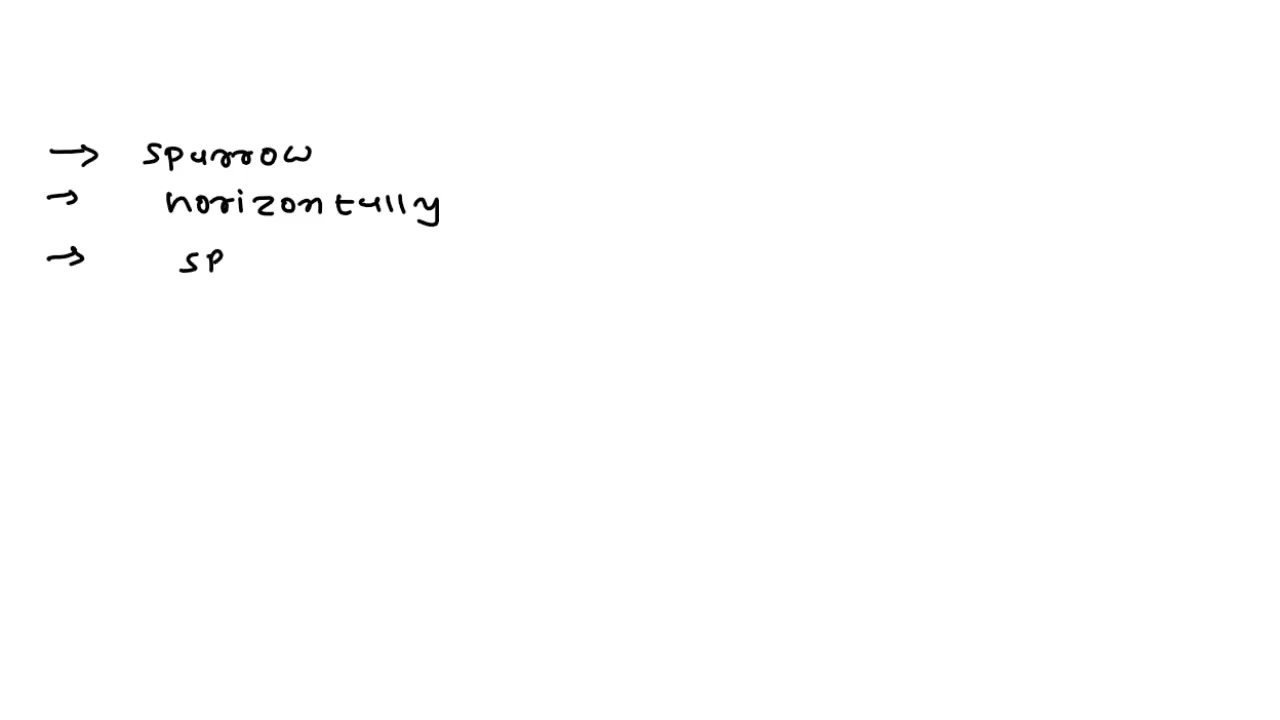 → sparrow
→ horizontally
→ sp